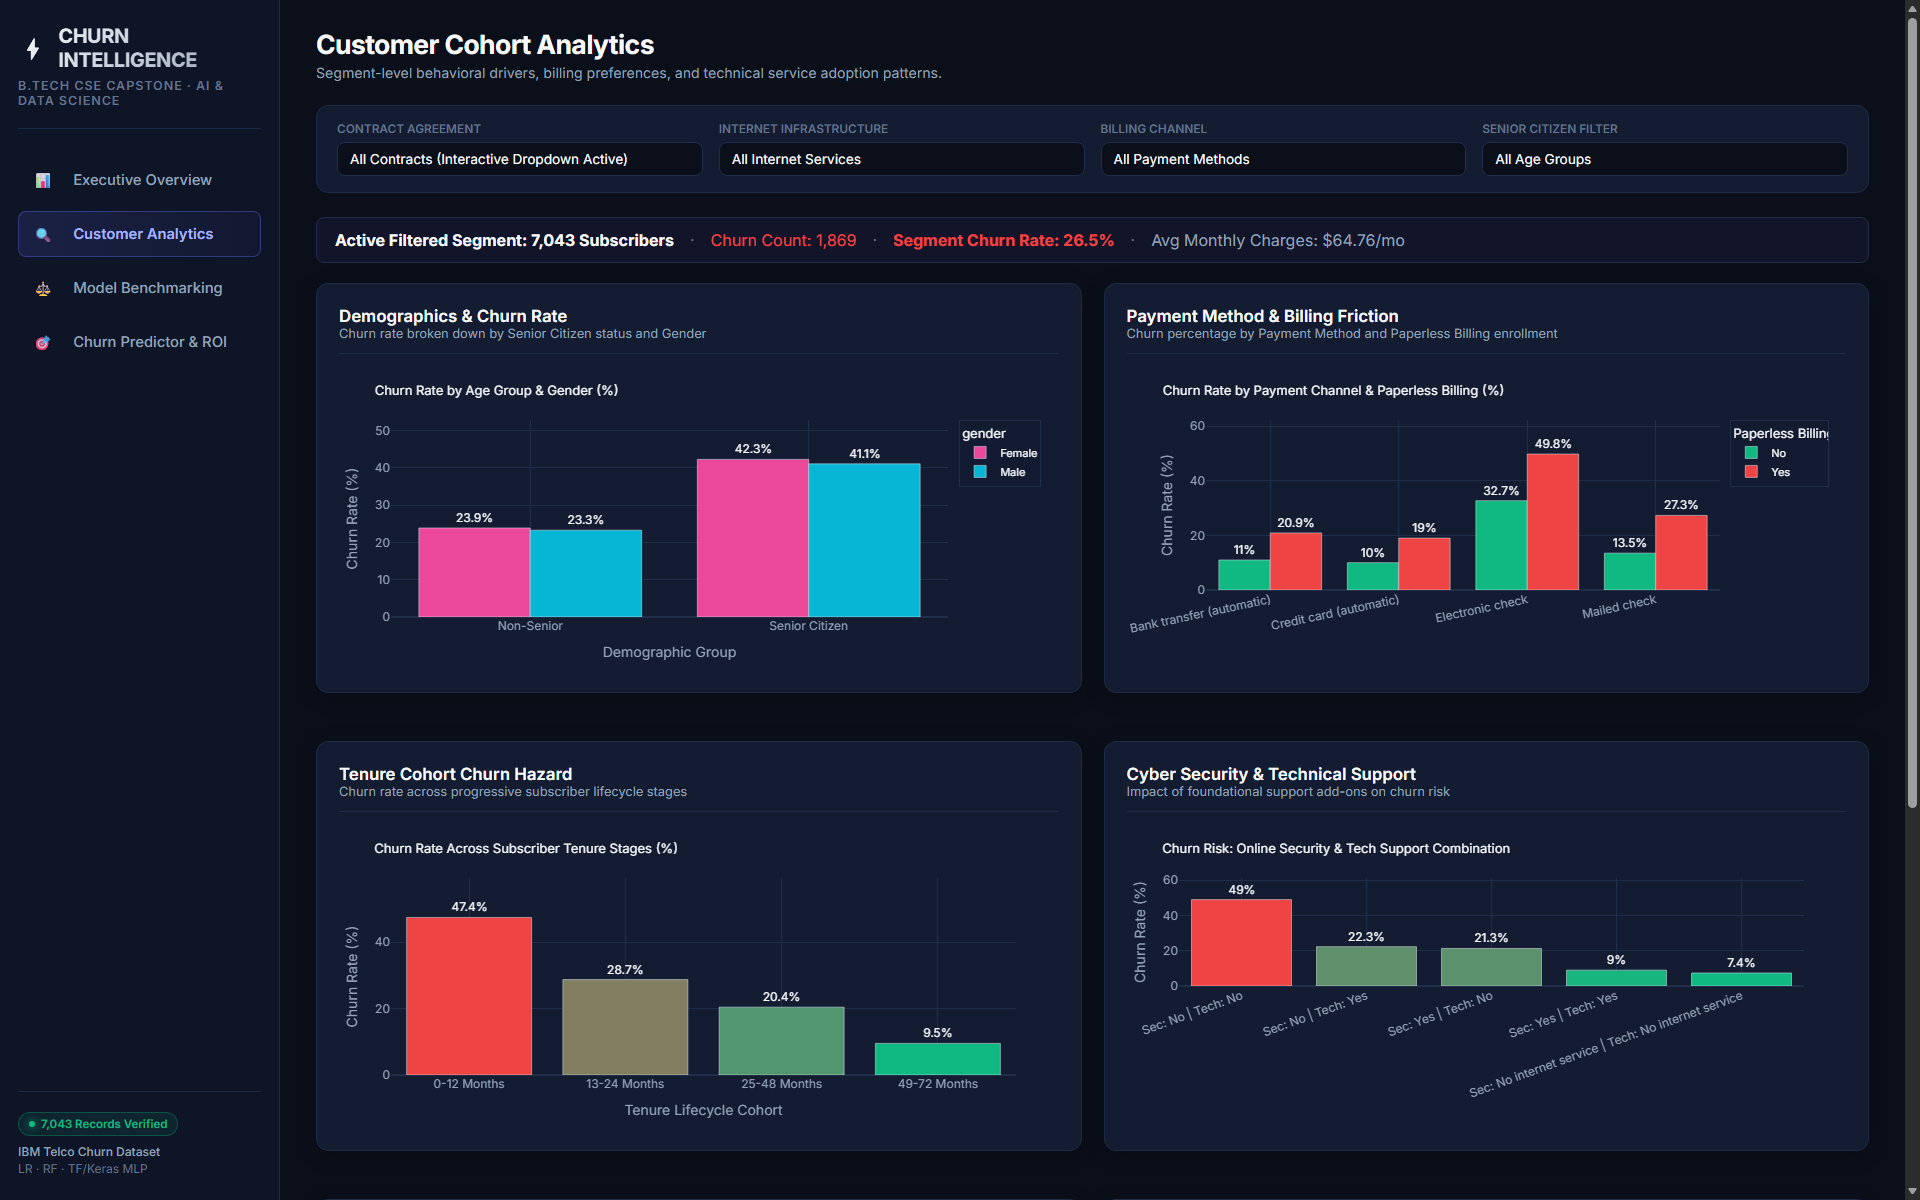 CHURN
INTELLIGENCE
B.TECH CSE CAPSTONE · AI &
DATA SCIENCE
Executive Overview
Customer Analytics
Model Benchmarking
Churn Predictor & ROI
7,043 Records Verified
IBM Telco Churn Dataset
LR · RF · TF/Keras MLP
Customer Cohort Analytics
Segment-level behavioral drivers, billing preferences, and technical service adoption patterns.
CONTRACT AGREEMENT
All Contracts (Interactive Dropdown Active)
INTERNET INFRASTRUCTURE
All Internet Services
BILLING CHANNEL
All Payment Methods
SENIOR CITIZEN FILTER
All Age Groups
Active Filtered Segment: 7,043 Subscribers · Churn Count: 1,869 · Segment Churn Rate: 26.5% · Avg Monthly Charges: $64.76/mo
Demographics & Churn Rate
Churn rate broken down by Senior Citizen status and Gender
Churn Rate by Age Group & Gender (%)
Churn Rate (%)
50
40
30
20
10
0
23.9%
23.3%
42.3%
41.1%
Non-Senior
Senior Citizen
Demographic Group
gender
Female
Male
Payment Method & Billing Friction
Churn percentage by Payment Method and Paperless Billing enrollment
Churn Rate by Payment Channel & Paperless Billing (%)
Churn Rate (%)
60
40
20
0
11%
20.9%
10%
19%
32.7%
49.8%
13.5%
27.3%
Bank transfer (automatic)
Credit card (automatic)
Electronic check
Mailed check
Paperless Billing
No
Yes
Tenure Cohort Churn Hazard
Churn rate across progressive subscriber lifecycle stages
Churn Rate Across Subscriber Tenure Stages (%)
Churn Rate (%)
40
20
0
47.4%
28.7%
20.4%
9.5%
0-12 Months
13-24 Months
25-48 Months
49-72 Months
Tenure Lifecycle Cohort
Cyber Security & Technical Support
Impact of foundational support add-ons on churn risk
Churn Risk: Online Security & Tech Support Combination
Churn Rate (%)
60
40
20
0
49%
22.3%
21.3%
9%
7.4%
Sec: No | Tech: No
Sec: No | Tech: Yes
Sec: Yes | Tech: No
Sec: Yes | Tech: Yes
Sec: No internet service | Tech: No internet service